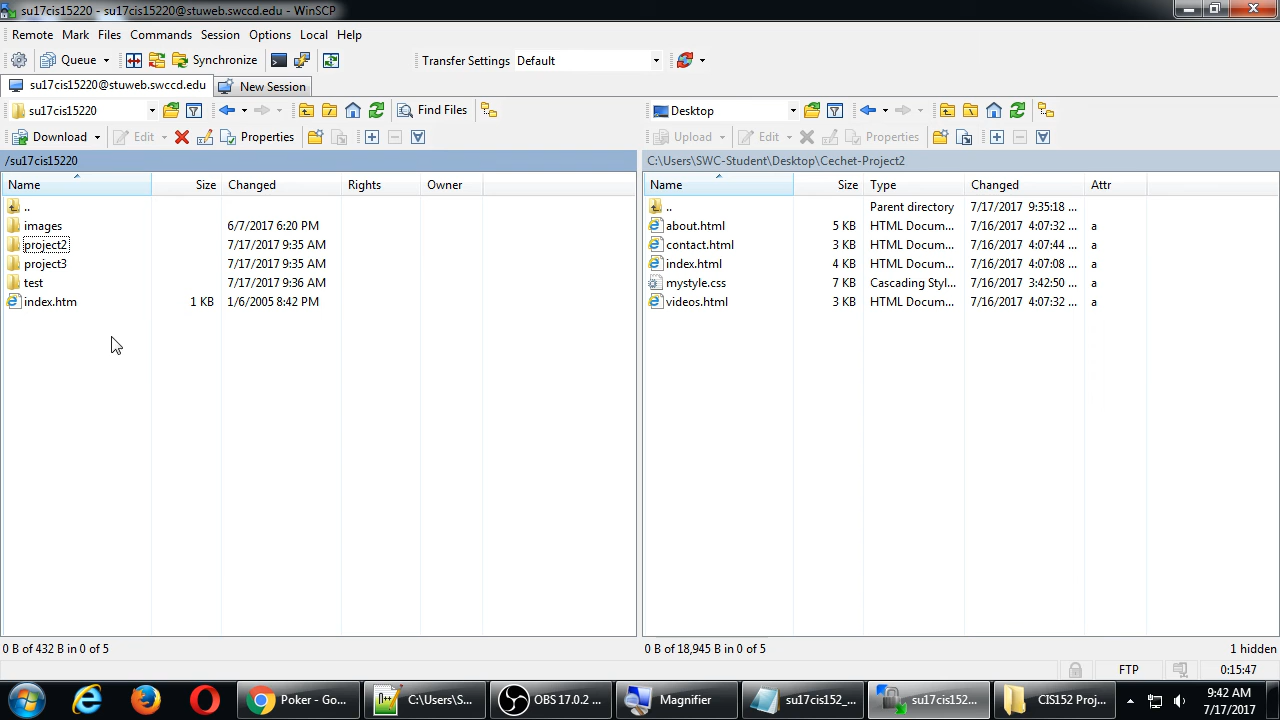 su17cis15220 - su17cis15220@stuweb.swccd.edu - WinSCP
Remote Mark Files Commands Session Options Local Help
Queue Synchronize Transfer Settings Default
su17cis15220@stuweb.swccd.edu New Session
su17cis15220 Find Files Desktop
Download Edit Properties Upload Edit Properties
/su17cis15220 C:\Users\SWC-Student\Desktop\Cechet-Project2
Name Size Changed Rights Owner Name Size Type Changed Attr
.. .. Parent directory 7/17/2017 9:35:18 ...
images 6/7/2017 6:20 PM about.html 5 KB HTML Docum... 7/16/2017 4:07:32 ... a
project2 7/17/2017 9:35 AM contact.html 3 KB HTML Docum... 7/16/2017 4:07:44 ... a
project3 7/17/2017 9:35 AM index.html 4 KB HTML Docum... 7/16/2017 4:07:08 ... a
test 7/17/2017 9:36 AM mystyle.css 7 KB Cascading Styl... 7/16/2017 3:42:50 ... a
index.htm 1 KB 1/6/2005 8:42 PM videos.html 3 KB HTML Docum... 7/16/2017 4:07:32 ... a
0 B of 432 B in 0 of 5 0 B of 18,945 B in 0 of 5 1 hidden
FTP 0:15:47
Poker - Go... C:\Users\S... OBS 17.0.2 ... Magnifier su17cis152_... su17cis152... CIS152 Proj... 9:42 AM
7/17/2017